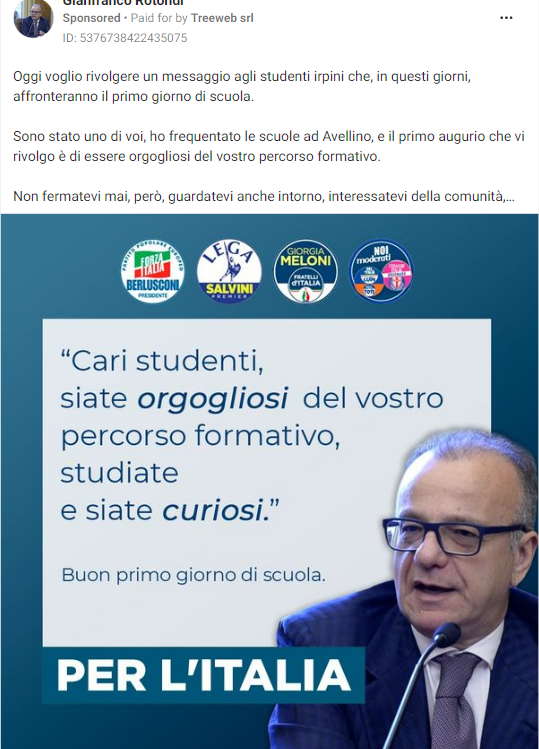 Gianfranco Rotondi
Sponsored • Paid for by Treeweb srl
ID: 5376738422435075
Oggi voglio rivolgere un messaggio agli studenti irpini che, in questi giorni,
affronteranno il primo giorno di scuola.
Sono stato uno di voi, ho frequentato le scuole ad Avellino, e il primo augurio che vi
rivolgo è di essere orgogliosi del vostro percorso formativo.
Non fermatevi mai, però, guardatevi anche intorno, interessatevi della comunità,...
PARTITO POPOLARE EUROPEO
FORZA
ITALIA
BERLUSCONI
PRESIDENTE
LEGA
SALVINI
PREMIER
GIORGIA
MELONI
FRATELLI
d'ITALIA
NOI
moderati
“Cari studenti,
siate orgogliosi del vostro
percorso formativo,
studiate
e siate curiosi.”
Buon primo giorno di scuola.
PER L'ITALIA